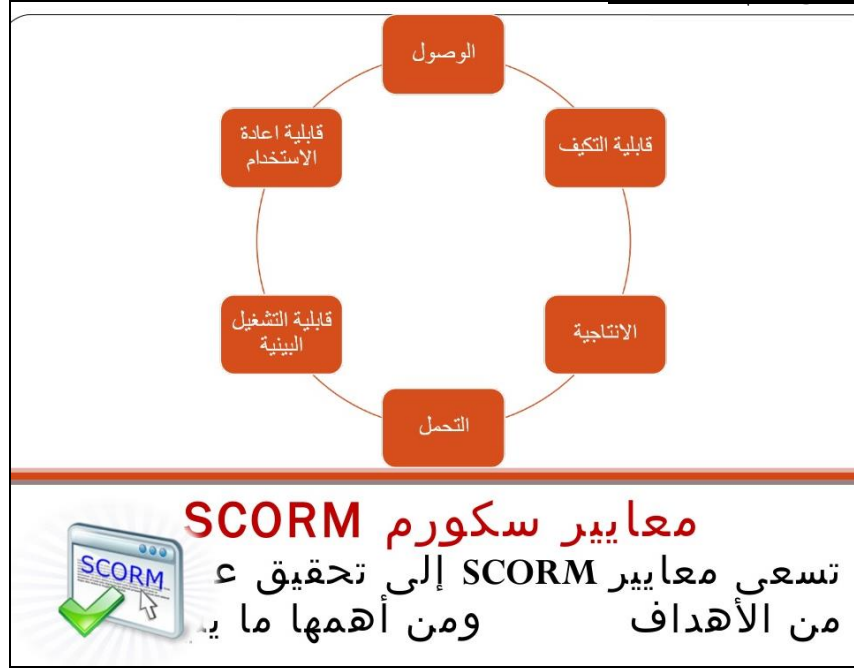 الوصول
قابلية اعادة
الاستخدام
قابلية التكيف
قابلية التشغيل
البينية
الانتاجية
التحمل
معايير سكورم SCORM
تسعى معايير SCORM إلى تحقيق
من الأهداف ومن أهمها ما
SCORM